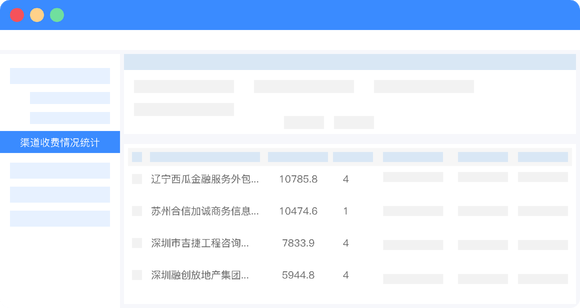 渠道收费情况统计
辽宁西瓜金融服务外包... 10785.8 4
苏州合信加诚商务信息... 10474.6 1
深圳市吉捷工程咨询... 7833.9 4
深圳融创放地产集团... 5944.8 4